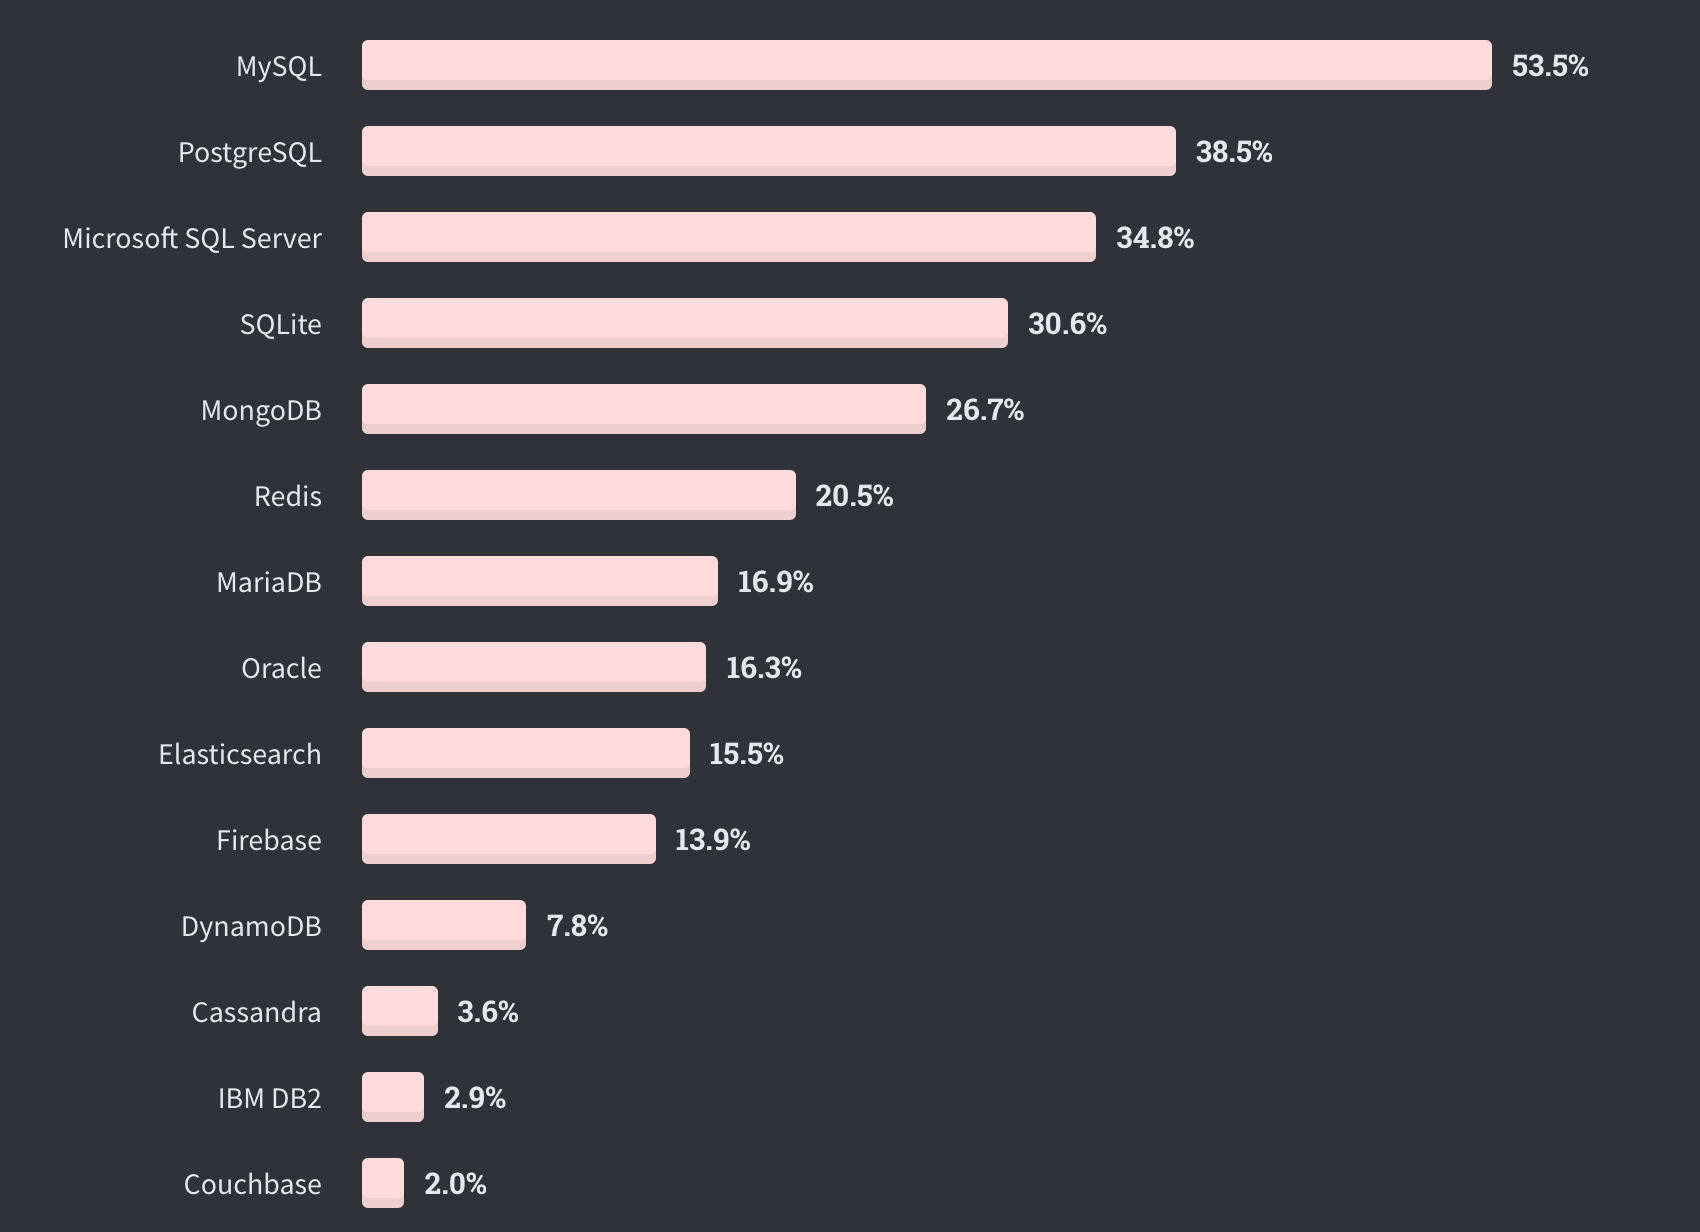 MySQL 53.5%
PostgreSQL 38.5%
Microsoft SQL Server 34.8%
SQLite 30.6%
MongoDB 26.7%
Redis 20.5%
MariaDB 16.9%
Oracle 16.3%
Elasticsearch 15.5%
Firebase 13.9%
DynamoDB 7.8%
Cassandra 3.6%
IBM DB2 2.9%
Couchbase 2.0%